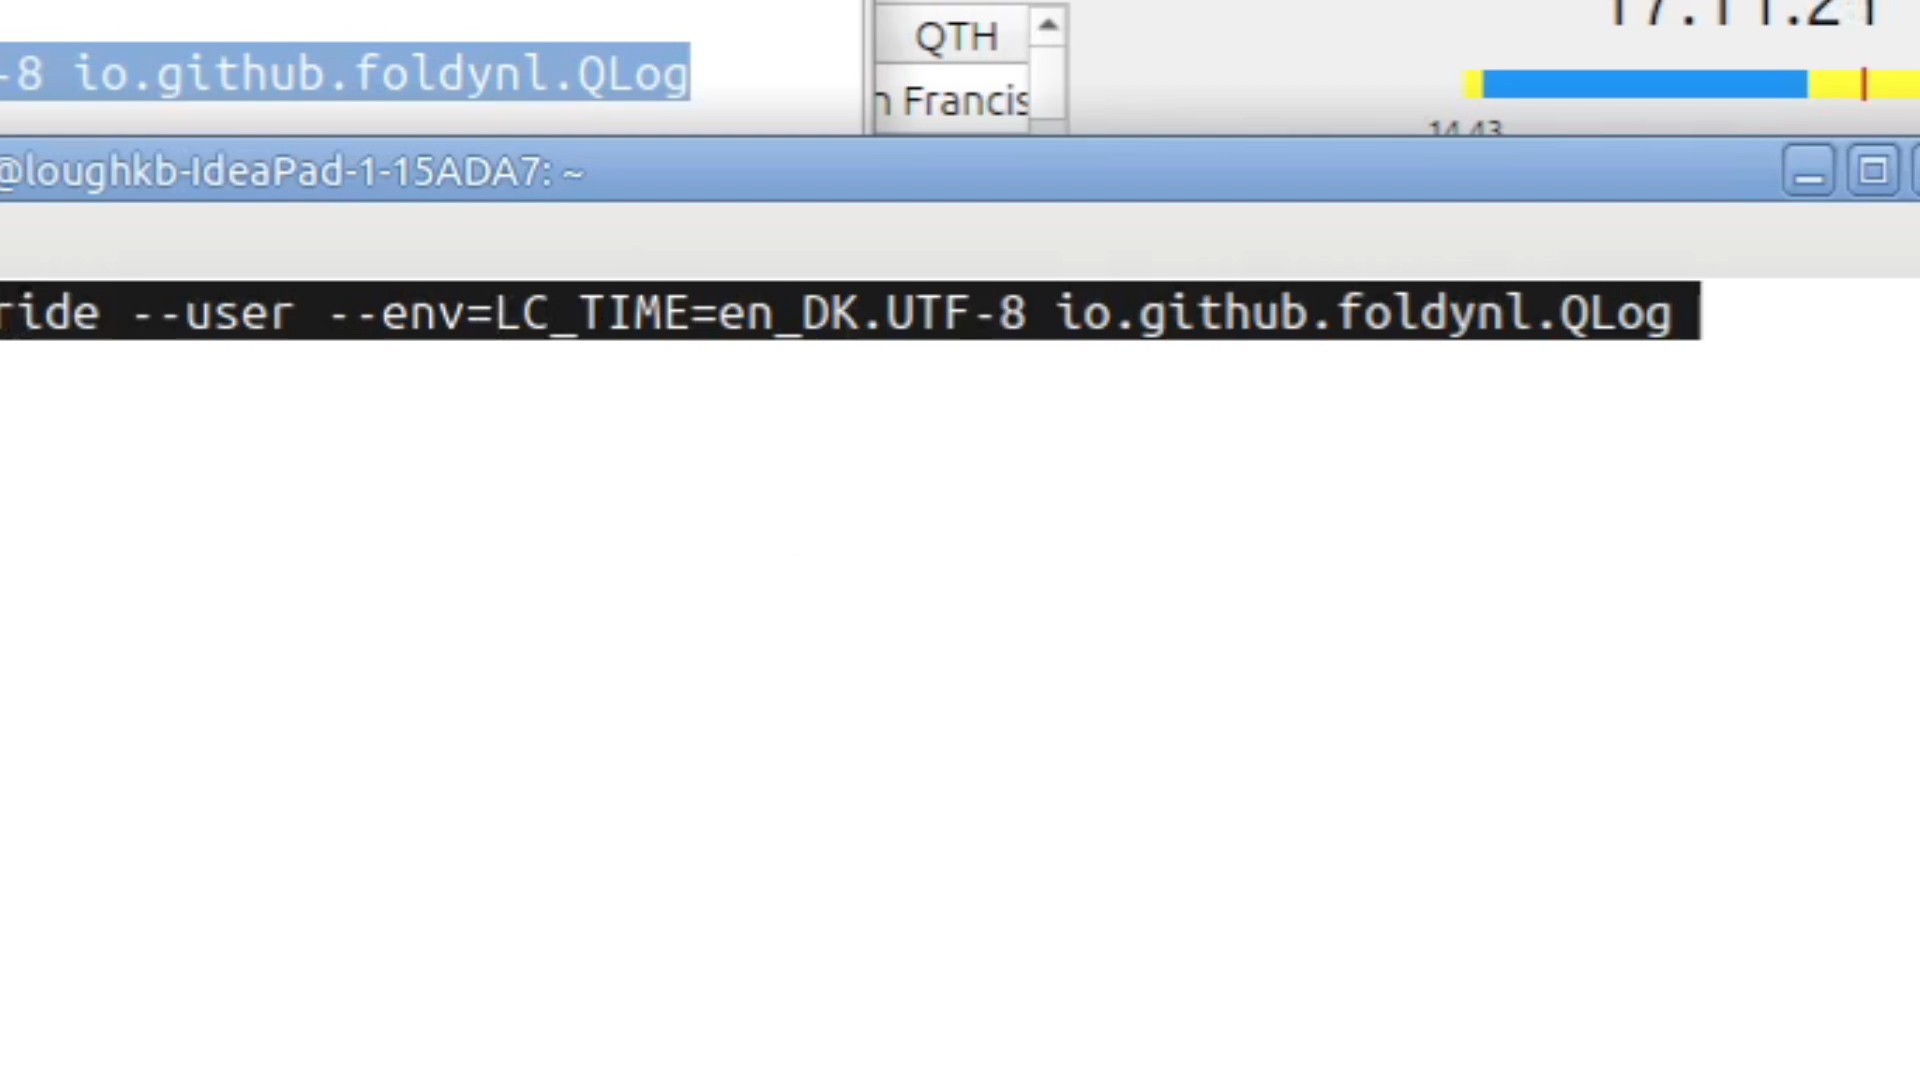 QTH
-8 io.github.foldynl.QLog
n Francis
@loughkb-IdeaPad-1-15ADA7: ~
ride --user --env=LC_TIME=en_DK.UTF-8 io.github.foldynl.QLog